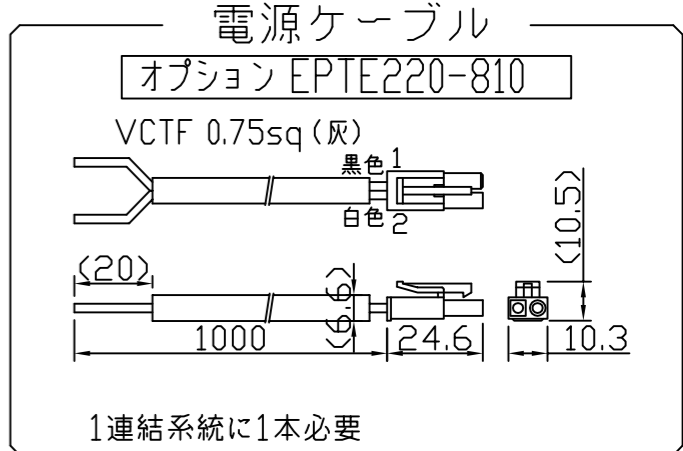 電源ケーブル
オプション EPTE220-810
VCTF 0.75sq(灰)
黒色 1
白色 2
(10.5)
(20)
(6.6)
1000
24.6
10.3
1連結系統に1本必要